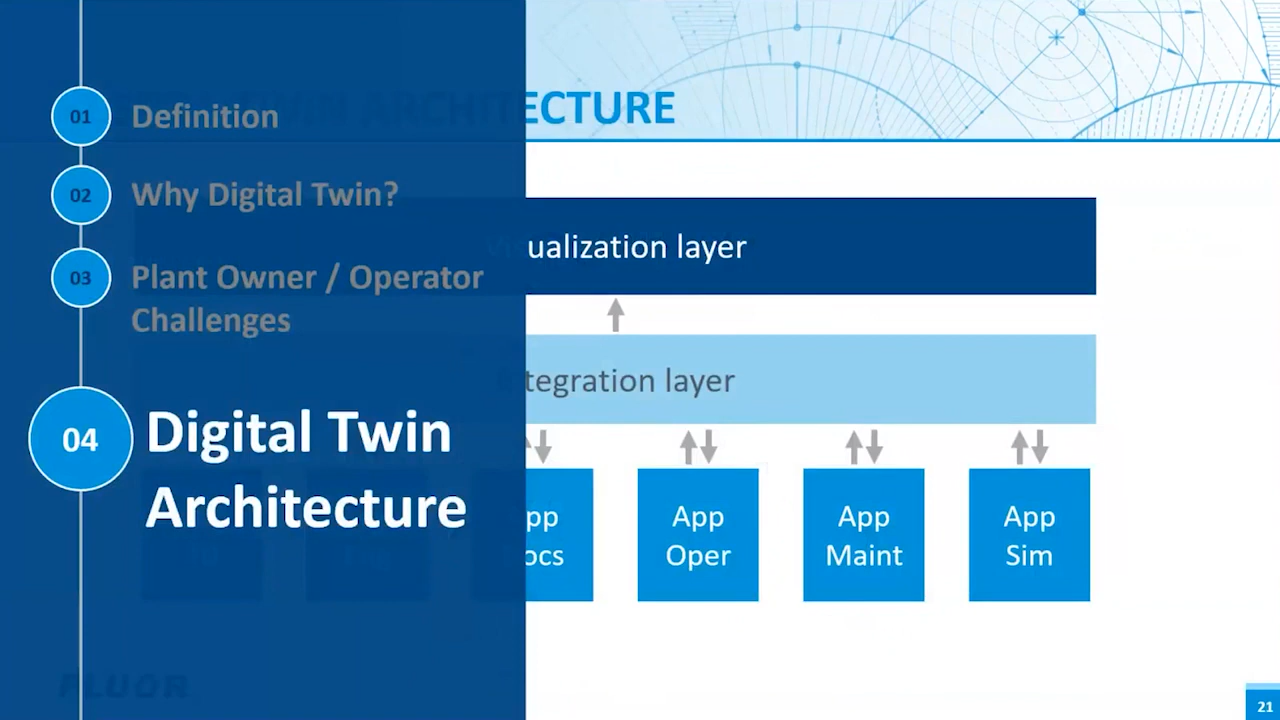 01
Definition
ECTURE
02
Why Digital Twin?
ualization layer
03
Plant Owner / Operator
Challenges
tegration layer
04
Digital Twin
Architecture
pp
ocs
App
Oper
App
Maint
App
Sim
FLUOR
21